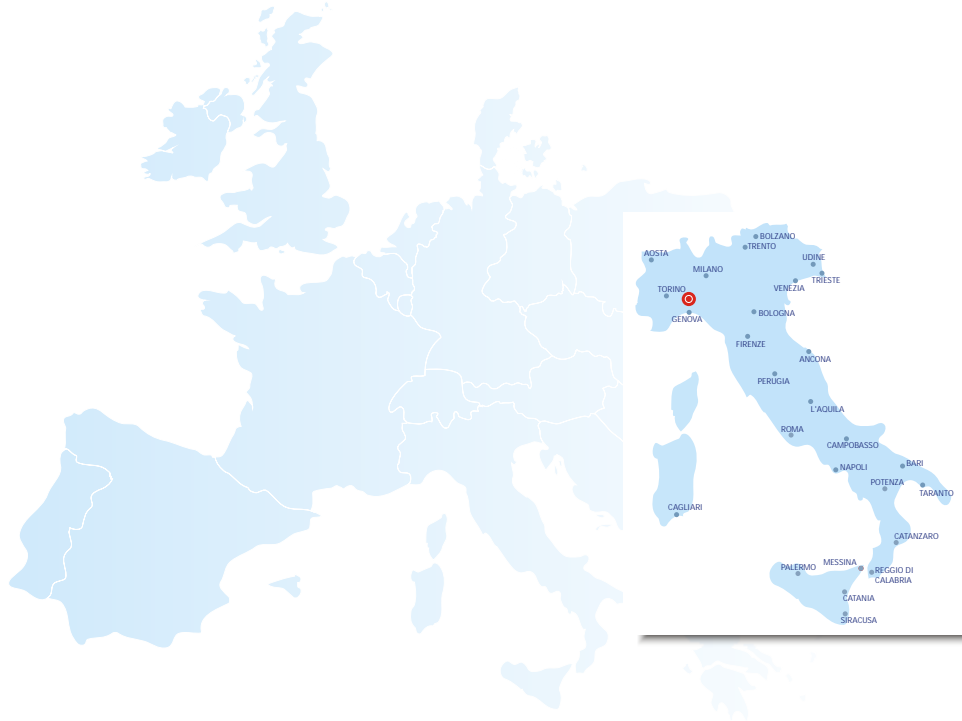 BOLZANO
TRENTO
AOSTA
UDINE
MILANO
TRIESTE
VENEZIA
TORINO
BOLOGNA
GENOVA
FIRENZE
ANCONA
PERUGIA
L'AQUILA
ROMA
CAMPOBASSO
BARI
NAPOLI
POTENZA
TARANTO
CAGLIARI
CATANZARO
MESSINA
PALERMO
REGGIO DI
CALABRIA
CATANIA
SIRACUSA